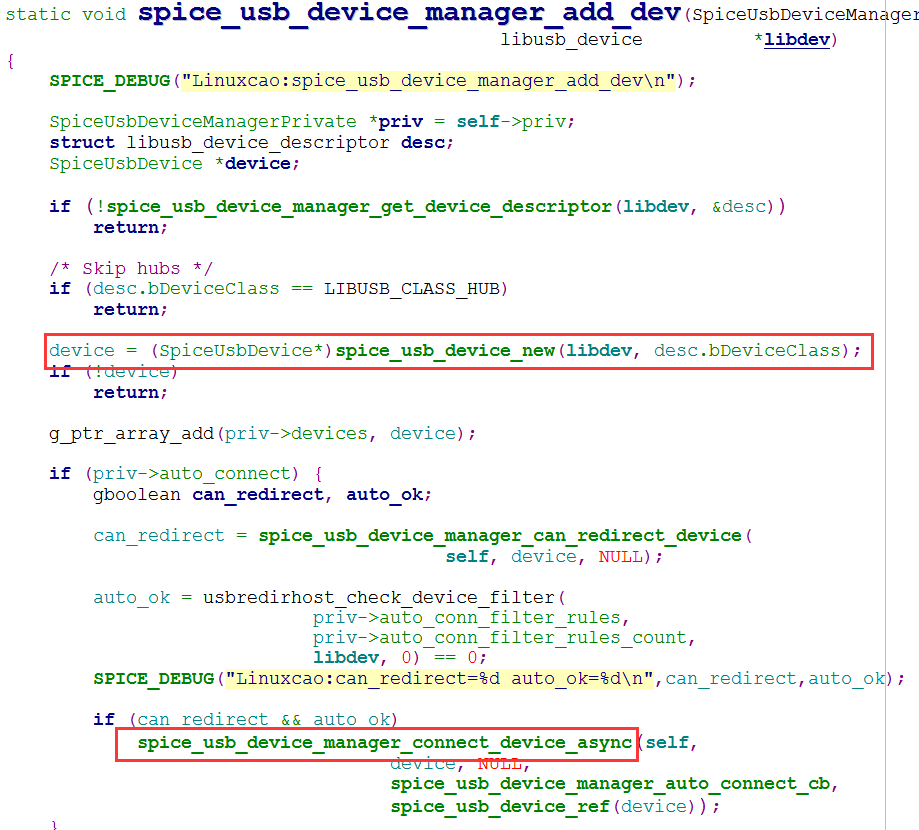 static void spice_usb_device_manager_add_dev(SpiceUsbDeviceManager
libusb_device *libdev)
{
SPICE_DEBUG("Linuxcao:spice_usb_device_manager_add_dev\n");
SpiceUsbDeviceManagerPrivate *priv = self->priv;
struct libusb_device_descriptor desc;
SpiceUsbDevice *device;
if (!spice_usb_device_manager_get_device_descriptor(libdev, &desc))
return;
/* Skip hubs */
if (desc.bDeviceClass == LIBUSB_CLASS_HUB)
return;
device = (SpiceUsbDevice*)spice_usb_device_new(libdev, desc.bDeviceClass);
if (!device)
return;
g_ptr_array_add(priv->devices, device);
if (priv->auto_connect) {
gboolean can_redirect, auto_ok;
can_redirect = spice_usb_device_manager_can_redirect_device(
self, device, NULL);
auto_ok = usbredirhost_check_device_filter(
priv->auto_conn_filter_rules,
priv->auto_conn_filter_rules_count,
libdev, 0) == 0;
SPICE_DEBUG("Linuxcao:can_redirect=%d auto_ok=%d\n",can_redirect,auto_ok);
if (can_redirect && auto_ok)
spice_usb_device_manager_connect_device_async(self,
device, NULL,
spice_usb_device_manager_auto_connect_cb,
spice_usb_device_ref(device));
}